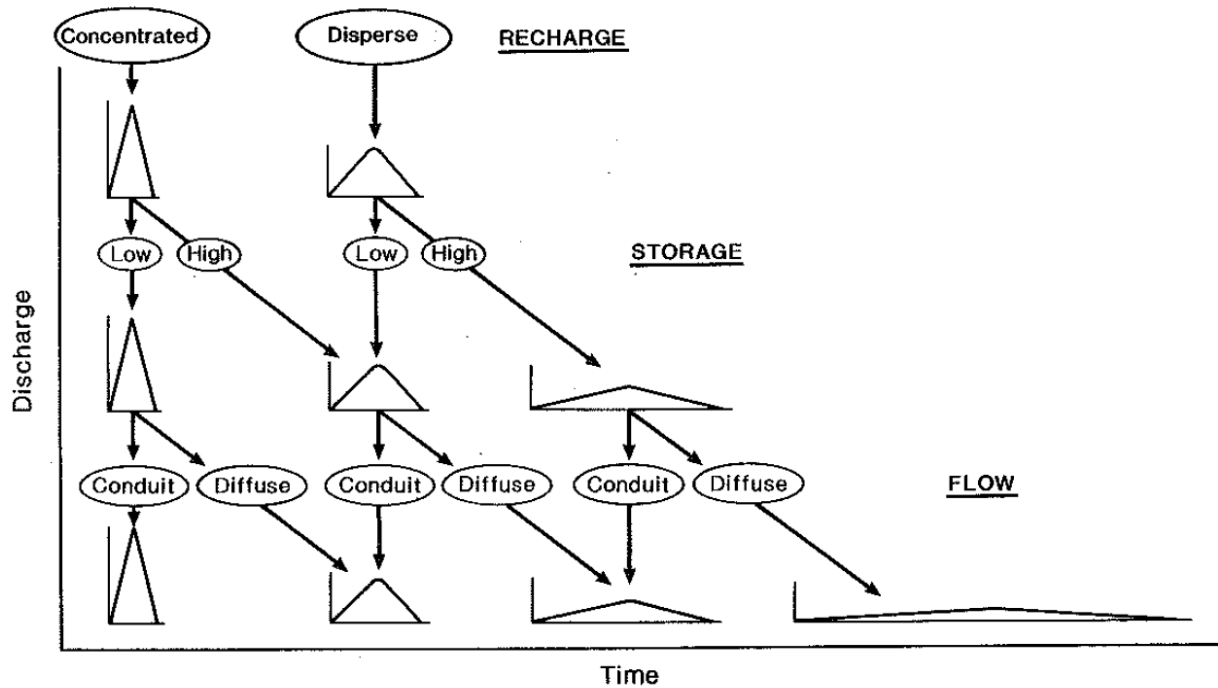 Concentrated Disperse RECHARGE
Low High Low High STORAGE
Discharge
Conduit Diffuse Conduit Diffuse Conduit Diffuse FLOW
Time